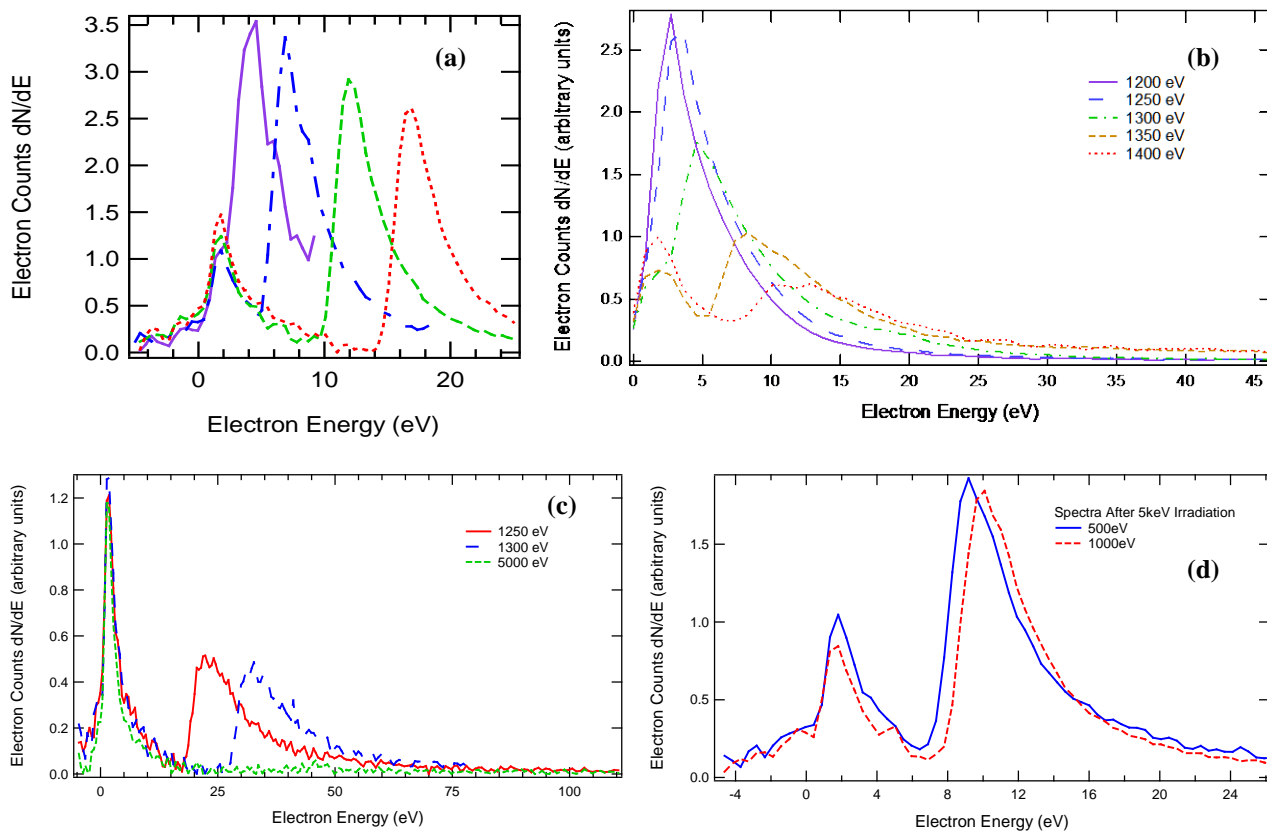 (a)
Electron Counts dN/dE
3.5
3.0
2.5
2.0
1.5
1.0
0.5
0.0
0 10 20
Electron Energy (eV)
(b)
Electron Counts dN/dE (arbitrary units)
2.5
2.0
1.5
1.0
0.5
0.0
1200 eV
1250 eV
1300 eV
1350 eV
1400 eV
0 5 10 15 20 25 30 35 40 45
Electron Energy (eV)
(c)
Electron Counts dN/dE (arbitrary units)
1.2
1.0
0.8
0.6
0.4
0.2
0.0
1250 eV
1300 eV
5000 eV
0 25 50 75 100
Electron Energy (eV)
(d)
Electron Counts dN/dE (arbitrary units)
1.5
1.0
0.5
0.0
Spectra After 5keV Irradiation
500eV
1000eV
-4 0 4 8 12 16 20 24
Electron Energy (eV)